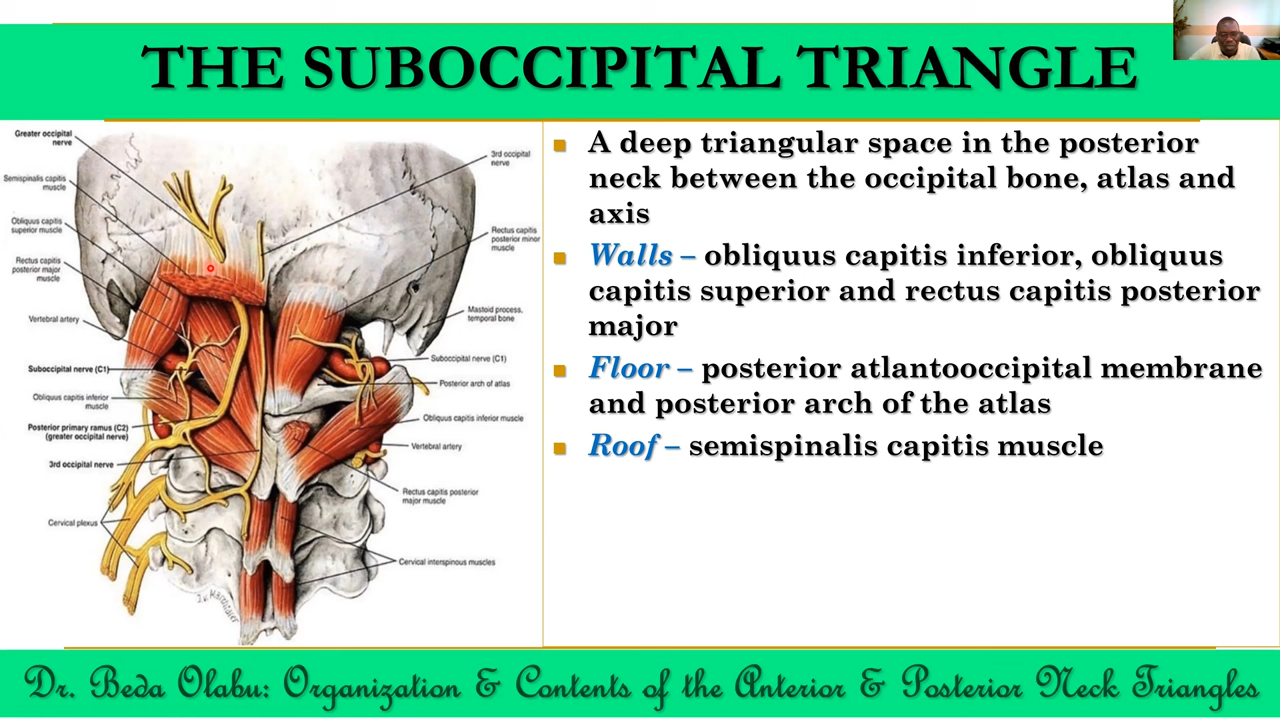 THE SUBOCCIPITAL TRIANGLE
Greater occipital
nerve
Semispinalis capitis
muscle
Obliquus capitis
superior muscle
Rectus capitis
posterior major
muscle
Vertebral artery
Suboccipital nerve (C1)
Obliquus capitis inferior
muscle
Posterior primary ramus (C2)
(greater occipital nerve)
3rd occipital nerve
Cervical plexus
3rd occipital
nerve
Rectus capitis
posterior minor
muscle
Mastoid process,
temporal bone
Suboccipital nerve (C1)
Posterior arch of atlas
Obliquus capitis inferior muscle
Vertebral artery
Rectus capitis posterior
major muscle
Cervical interspinous muscles
A deep triangular space in the posterior
neck between the occipital bone, atlas and
axis
Walls – obliquus capitis inferior, obliquus
capitis superior and rectus capitis posterior
major
Floor – posterior atlantooccipital membrane
and posterior arch of the atlas
Roof – semispinalis capitis muscle
Dr. Beda Olabu: Organization & Contents of the Anterior & Posterior Neck Triangles